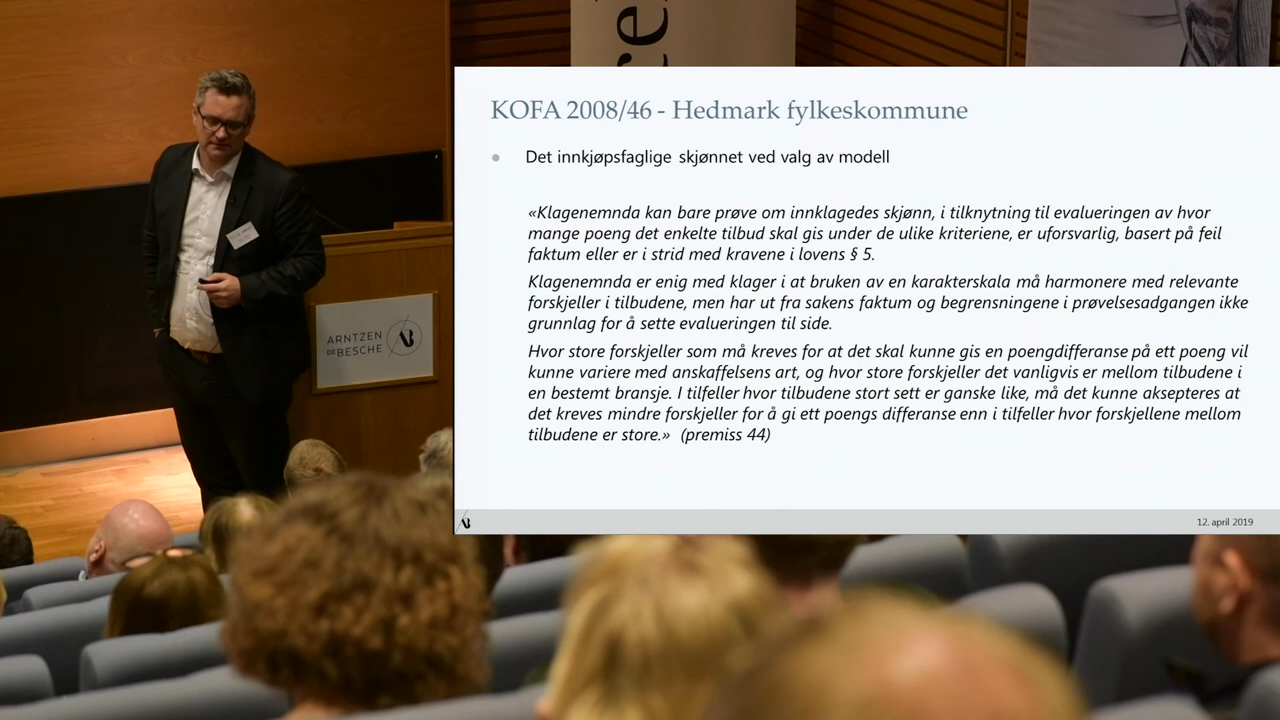 re
KOFA 2008/46 - Hedmark fylkeskommune
• Det innkjøpsfaglige skjønnet ved valg av modell
«Klagenemnda kan bare prøve om innklagedes skjønn, i tilknytning til evalueringen av hvor
mange poeng det enkelte tilbud skal gis under de ulike kriteriene, er uforsvarlig, basert på feil
faktum eller er i strid med kravene i lovens § 5.
Klagenemnda er enig med klager i at bruken av en karakterskala må harmonere med relevante
forskjeller i tilbudene, men har ut fra sakens faktum og begrensningene i prøvelsesadgangen ikke
grunnlag for å sette evalueringen til side.
Hvor store forskjeller som må kreves for at det skal kunne gis en poengdifferanse på ett poeng vil
kunne variere med anskaffelsens art, og hvor store forskjeller det vanligvis er mellom tilbudene i
en bestemt bransje. I tilfeller hvor tilbudene stort sett er ganske like, må det kunne aksepteres at
det kreves mindre forskjeller for å gi ett poengs differanse enn i tilfeller hvor forskjellene mellom
tilbudene er store.» (premiss 44)
12. april 2019
ARNTZEN
DE BESCHE